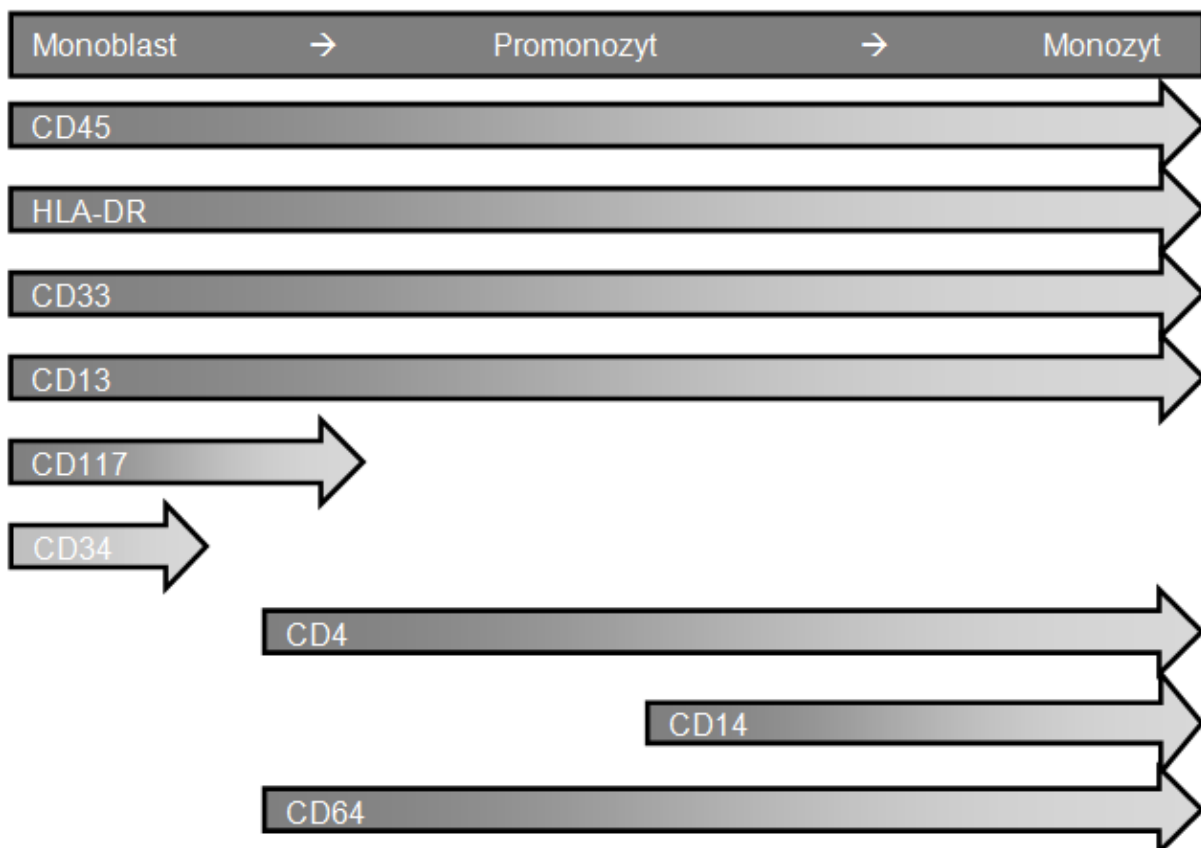 Monoblast → Promonozyt → Monozyt
CD45
HLA-DR
CD33
CD13
CD117
CD34
CD4
CD14
CD64